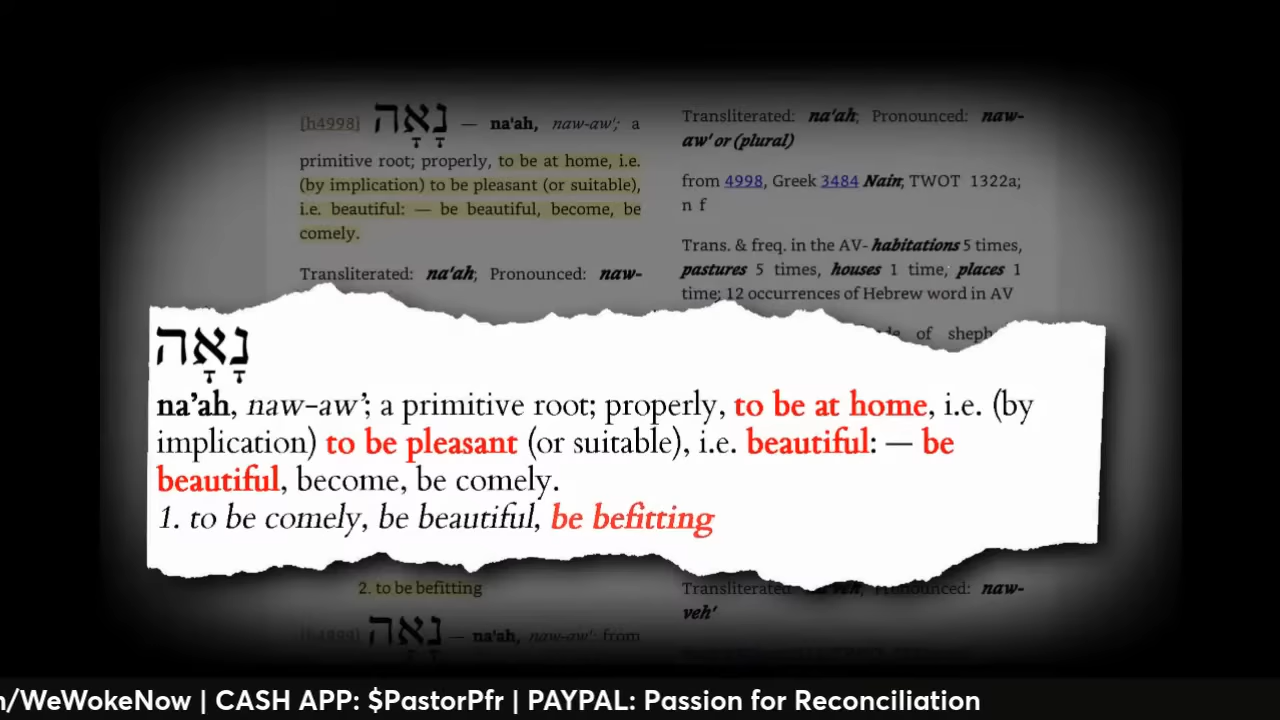 [h4998] נָאָה — na'ah, naw-aw'; a
primitive root; properly, to be at home, i.e.
(by implication) to be pleasant (or suitable),
i.e. beautiful: — be beautiful, become, be
comely.
Transliterated: na'ah; Pronounced: naw-
Transliterated: na'ah; Pronounced: naw-
aw' or (plural)
from 4998, Greek 3484 Nain; TWOT 1322a;
n f
Trans. & freq. in the AV- habitations 5 times,
pastures 5 times, houses 1 time, places 1
time; 12 occurrences of Hebrew word in AV
of
נָאָה
na’ah, naw-aw’; a primitive root; properly, to be at home, i.e. (by
implication) to be pleasant (or suitable), i.e. beautiful: — be
beautiful, become, be comely.
1. to be comely, be beautiful, be befitting
2. to be befitting
[h4999] נָאָה — na'ah, naw-aw'; from
Transliterated Pronounced: naw-
veh'
n/WeWokeNow | CASH APP: $PastorPfr | PAYPAL: Passion for Reconciliation